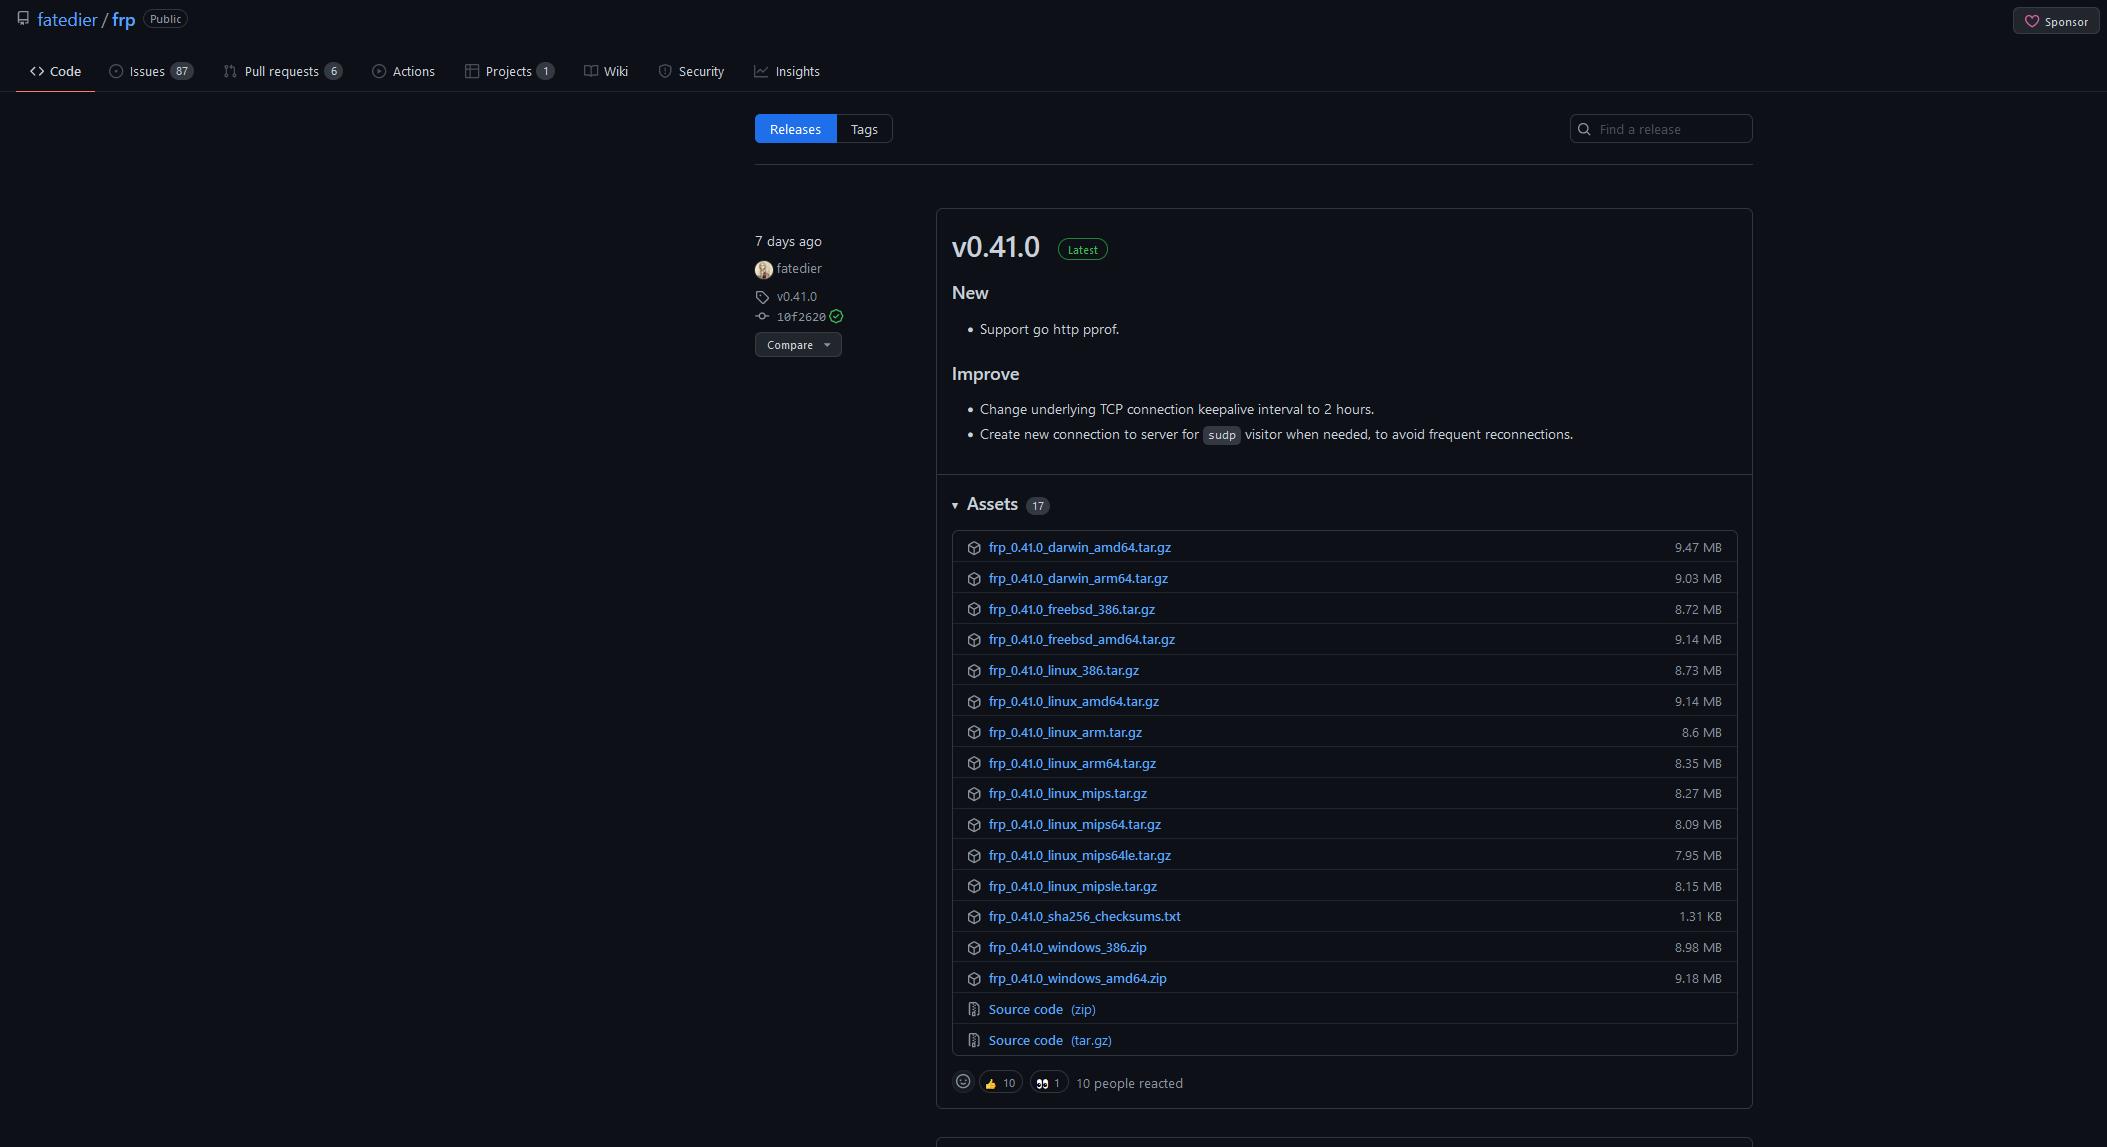 fatedier / frp Public
Sponsor
Code Issues 87 Pull requests 6 Actions Projects 1 Wiki Security Insights
Releases Tags
Find a release
7 days ago
fatedier
v0.41.0
10f2620
Compare
v0.41.0 Latest
New
• Support go http pprof.
Improve
• Change underlying TCP connection keepalive interval to 2 hours.
• Create new connection to server for sudp visitor when needed, to avoid frequent reconnections.
Assets 17
frp_0.41.0_darwin_amd64.tar.gz 9.47 MB
frp_0.41.0_darwin_arm64.tar.gz 9.03 MB
frp_0.41.0_freebsd_386.tar.gz 8.72 MB
frp_0.41.0_freebsd_amd64.tar.gz 9.14 MB
frp_0.41.0_linux_386.tar.gz 8.73 MB
frp_0.41.0_linux_amd64.tar.gz 9.14 MB
frp_0.41.0_linux_arm.tar.gz 8.6 MB
frp_0.41.0_linux_arm64.tar.gz 8.35 MB
frp_0.41.0_linux_mips.tar.gz 8.27 MB
frp_0.41.0_linux_mips64.tar.gz 8.09 MB
frp_0.41.0_linux_mips64le.tar.gz 7.95 MB
frp_0.41.0_linux_mipsle.tar.gz 8.15 MB
frp_0.41.0_sha256_checksums.txt 1.31 KB
frp_0.41.0_windows_386.zip 8.98 MB
frp_0.41.0_windows_amd64.zip 9.18 MB
Source code (zip)
Source code (tar.gz)
👍 10 👀 1 10 people reacted